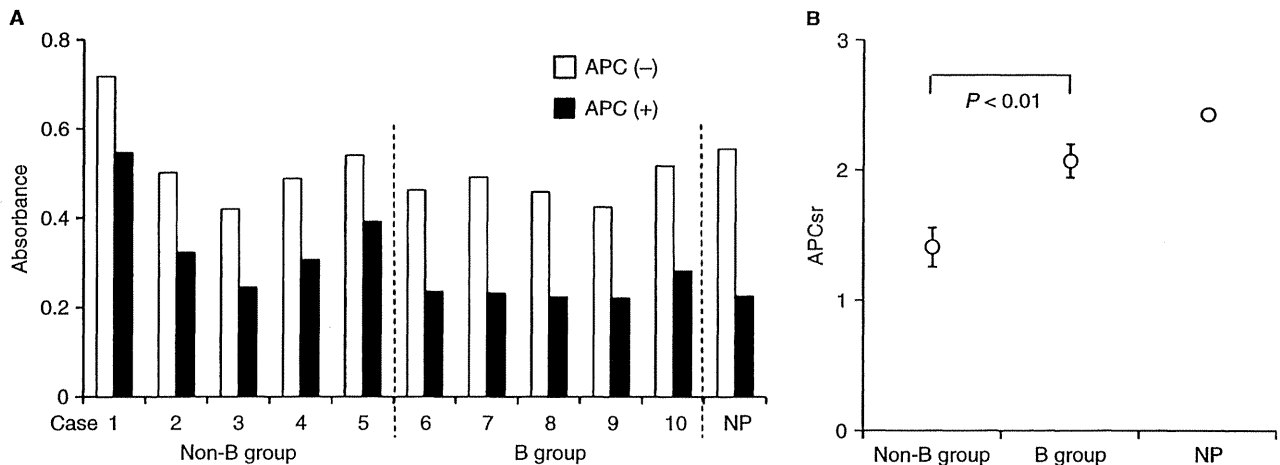 A
0.8
0.6
0.4
0.2
0
Absorbance
APC (–)
APC (+)
Case 1 2 3 4 5 6 7 8 9 10 NP
Non-B group B group
B
3
2
1
0
APCsr
P < 0.01
Non-B group B group NP